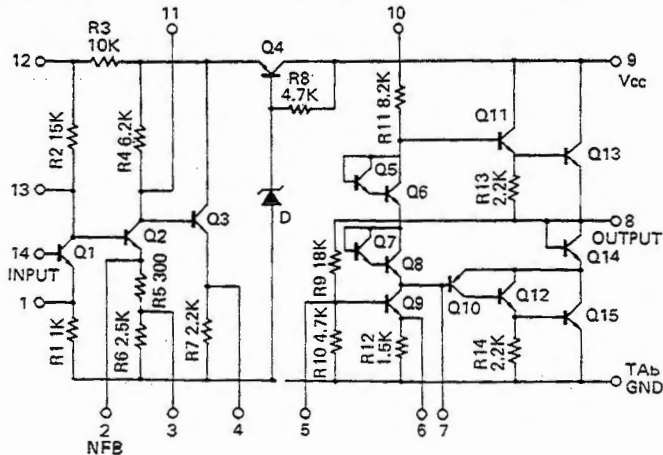 11
10
R3
10K
Q4
12
9
Vcc
R8
4.7K
R11 8.2K
Q11
R2 15K
R4 6.2K
Q5
Q13
13
Q6
R13
2.2K
Q3
D
8
OUTPUT
14
Q1
Q2
Q7
Q14
INPUT
R5 300
R9 18K
Q8
1
Q9
Q10
Q12
Q15
R1 1K
R6 2.5K
R7 2.2K
R10 4.7K
R12
1.5K
R14
2.2K
TAb
GND
2
3
4
5
6
7
NFB